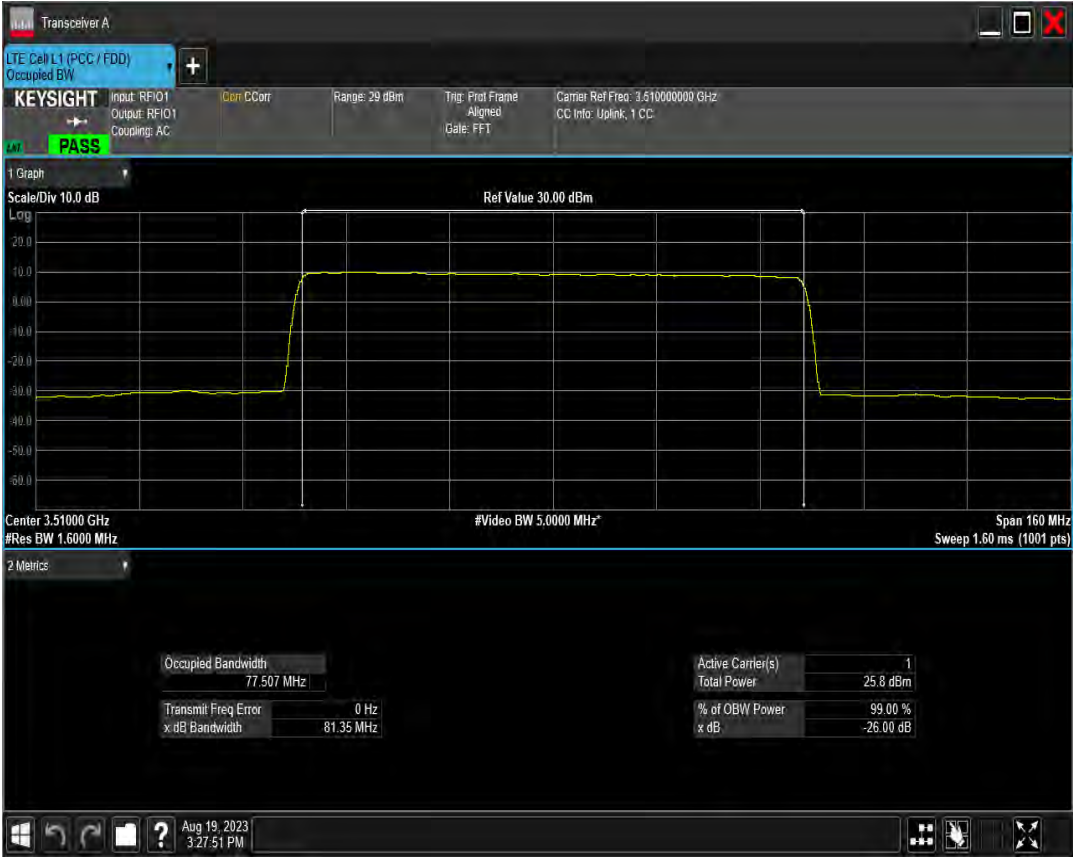 Transceiver A
LTE Cell L1 (PCC / FDD)
Occupied BW
KEYSIGHT
Input: RFIO1
Output: RFIO1
Coupling: AC
PASS
Corr CCorr
Range: 29 dBm
Trig: Prot Frame
Aligned
Gate: FFT
Carrier Ref Freq: 3.510000000 GHz
CC Info: Uplink, 1 CC
1 Graph
Scale/Div 10.0 dB
Ref Value 30.00 dBm
Log
20.0
10.0
0.00
-10.0
-20.0
-30.0
-40.0
-50.0
-60.0
Center 3.51000 GHz
#Video BW 5.0000 MHz*
Span 160 MHz
#Res BW 1.6000 MHz
Sweep 1.60 ms (1001 pts)
2 Metrics
Occupied Bandwidth
77.507 MHz
Transmit Freq Error 0 Hz
x dB Bandwidth 81.35 MHz
Active Carrier(s) 1
Total Power 25.8 dBm
% of OBW Power 99.00 %
x dB -26.00 dB
Aug 19, 2023
3:27:51 PM